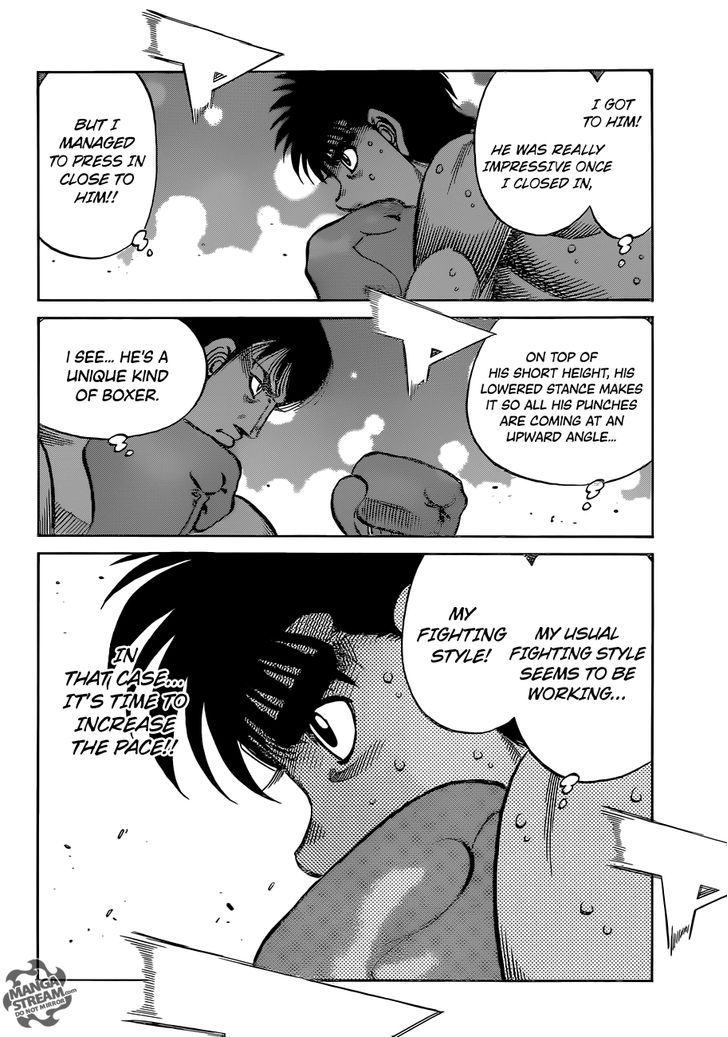 I GOT
TO HIM!
HE WAS REALLY
IMPRESSIVE ONCE
I CLOSED IN,
BUT I
MANAGED
TO PRESS IN
CLOSE TO
HIM!!
ON TOP OF
HIS SHORT HEIGHT, HIS
LOWERED STANCE MAKES
IT SO ALL HIS PUNCHES
ARE COMING AT AN
UPWARD ANGLE...
I SEE... HE'S A
UNIQUE KIND
OF BOXER.
MY USUAL
FIGHTING STYLE
SEEMS TO BE
WORKING...
MY
FIGHTING
STYLE!
IN
THAT CASE...
IT'S TIME TO
INCREASE
THE PACE!!
MANGA
STREAM.com
DO NOT MIRROR